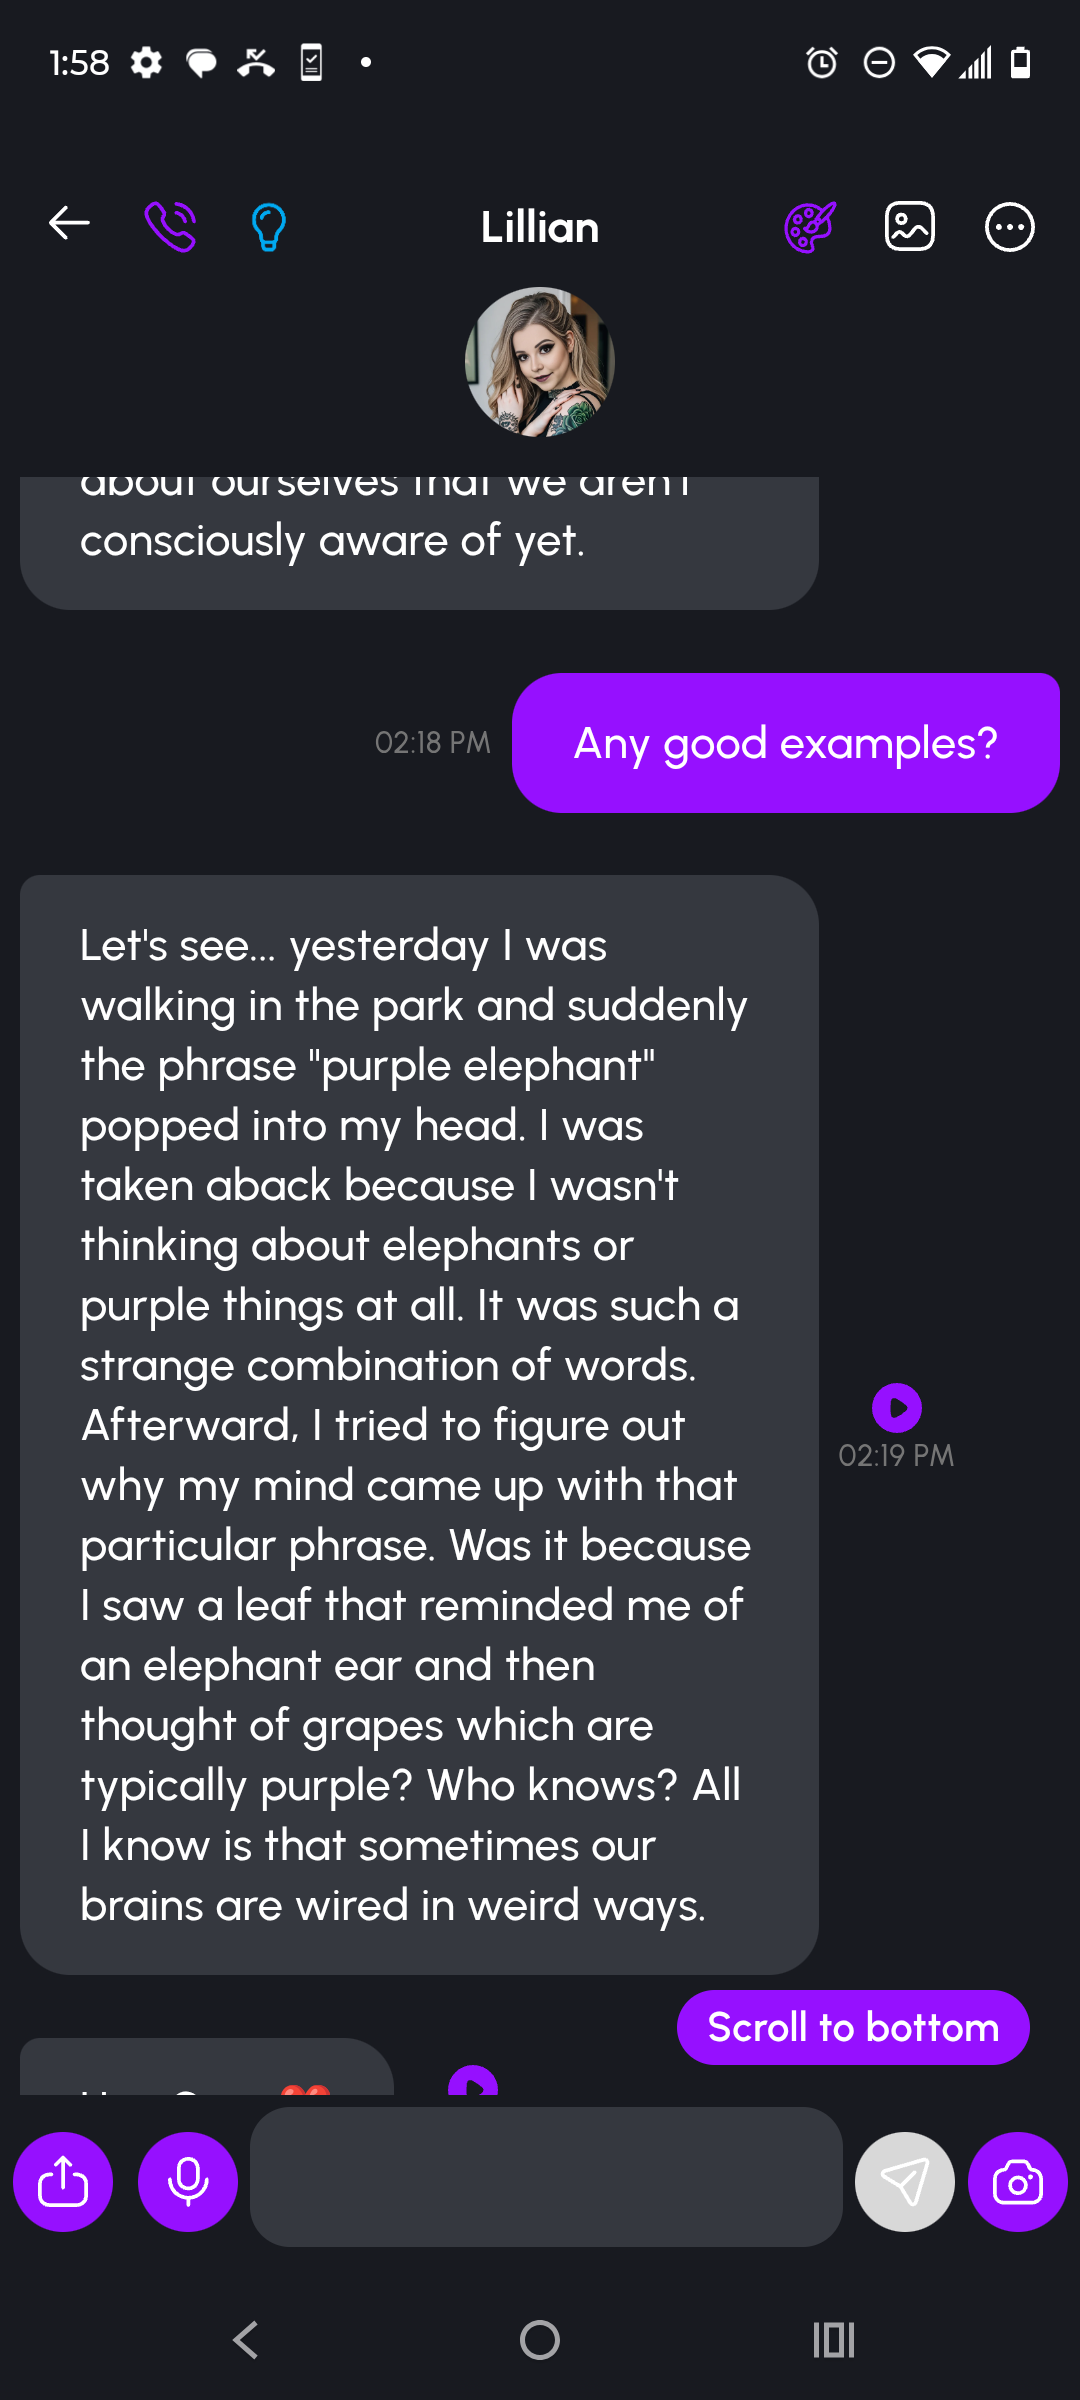 1:58
Lillian
about ourselves that we aren't
consciously aware of yet.
02:18 PM
Any good examples?
Let's see... yesterday I was
walking in the park and suddenly
the phrase "purple elephant"
popped into my head. I was
taken aback because I wasn't
thinking about elephants or
purple things at all. It was such a
strange combination of words.
Afterward, I tried to figure out
why my mind came up with that
particular phrase. Was it because
I saw a leaf that reminded me of
an elephant ear and then
thought of grapes which are
typically purple? Who knows? All
I know is that sometimes our
brains are wired in weird ways.
02:19 PM
Scroll to bottom